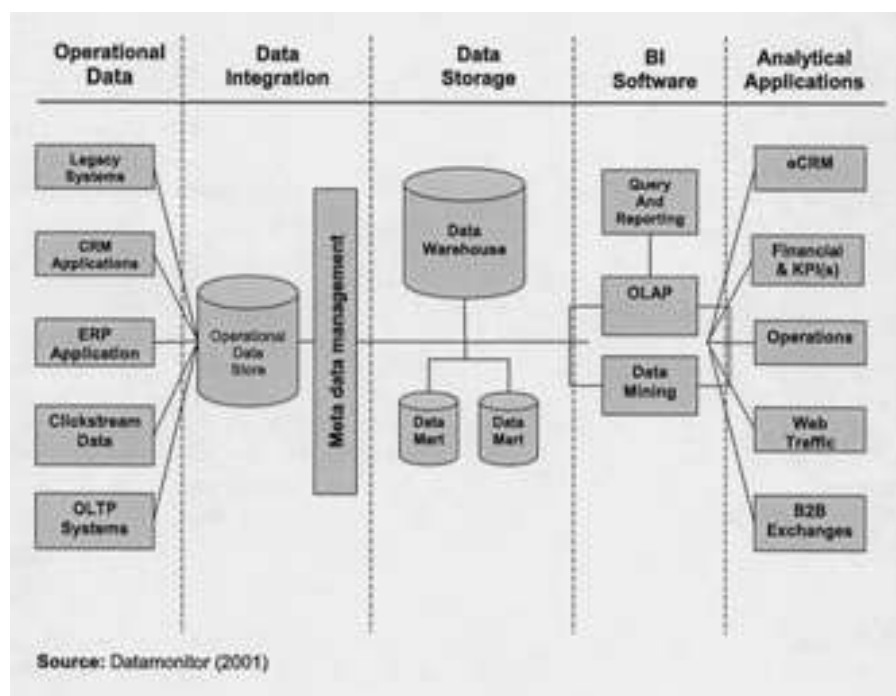 Operational
Data
Data
Integration
Data
Storage
BI
Software
Analytical
Applications
Legacy
Systems
CRM
Applications
ERP
Application
Clickstream
Data
OLTP
Systems
Operational
Data
Store
Meta data management
Data
Warehouse
Data
Mart
Data
Mart
Query
And
Reporting
OLAP
Data
Mining
eCRM
Financial
& KPI(s)
Operations
Web
Traffic
B2B
Exchanges
Source: Datamonitor (2001)